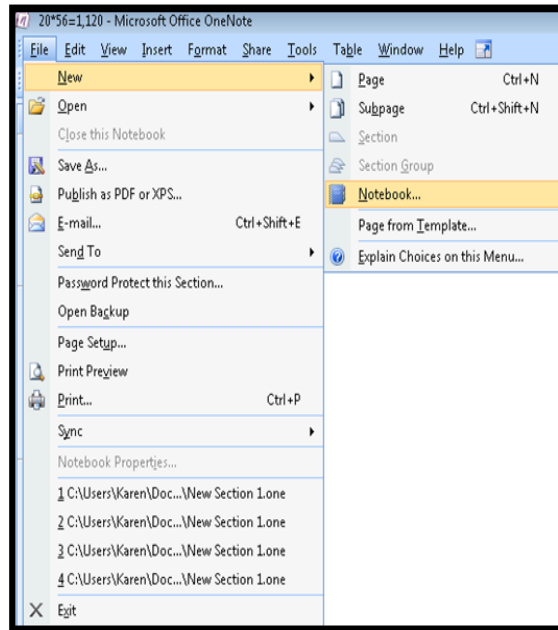 20*56=1,120 - Microsoft Office OneNote
File Edit View Insert Format Share Tools Table Window Help
New
Open
Close this Notebook
Save As...
Publish as PDF or XPS...
E-mail... Ctrl+Shift+E
Send To
Password Protect this Section...
Open Backup
Page Setup...
Print Preview
Print... Ctrl+P
Sync
Notebook Properties...
1 C:\Users\Karen\Doc...\New Section 1.one
2 C:\Users\Karen\Doc...\New Section 1.one
3 C:\Users\Karen\Doc...\New Section 1.one
4 C:\Users\Karen\Doc...\New Section 1.one
Exit
Page Ctrl+N
Subpage Ctrl+Shift+N
Section
Section Group
Notebook...
Page from Template...
Explain Choices on this Menu...